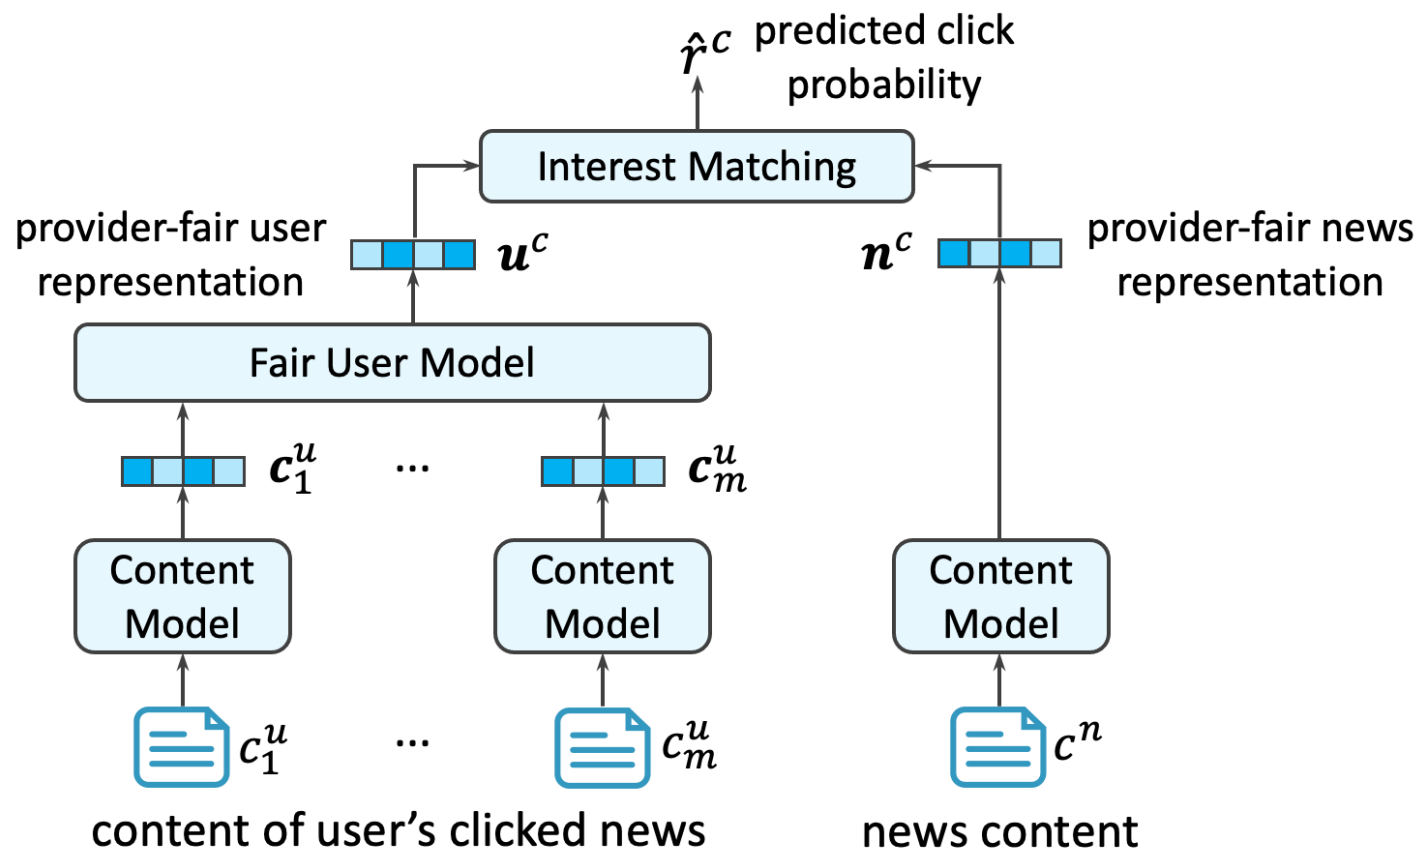 r̂ᶜ predicted click
probability
Interest Matching
provider-fair user
representation
uᶜ
nᶜ
provider-fair news
representation
Fair User Model
c₁ᵘ ... cₘᵘ
Content
Model
Content
Model
Content
Model
c₁ᵘ ... cₘᵘ cⁿ
content of user’s clicked news
news content